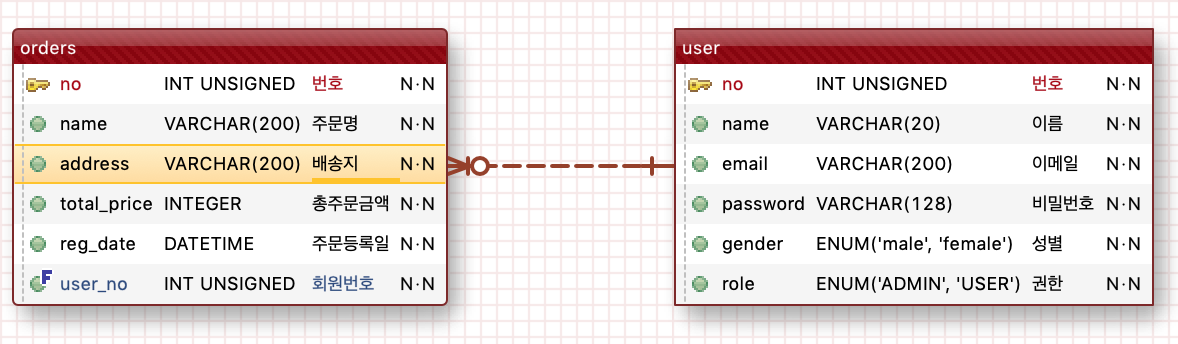 orders
no INT UNSIGNED 번호 N·N
name VARCHAR(200) 주문명 N·N
address VARCHAR(200) 배송지 N·N
total_price INTEGER 총주문금액 N·N
reg_date DATETIME 주문등록일 N·N
F user_no INT UNSIGNED 회원번호 N·N
user
no INT UNSIGNED 번호 N·N
name VARCHAR(20) 이름 N·N
email VARCHAR(200) 이메일 N·N
password VARCHAR(128) 비밀번호 N·N
gender ENUM('male', 'female') 성별 N·N
role ENUM('ADMIN', 'USER') 권한 N·N